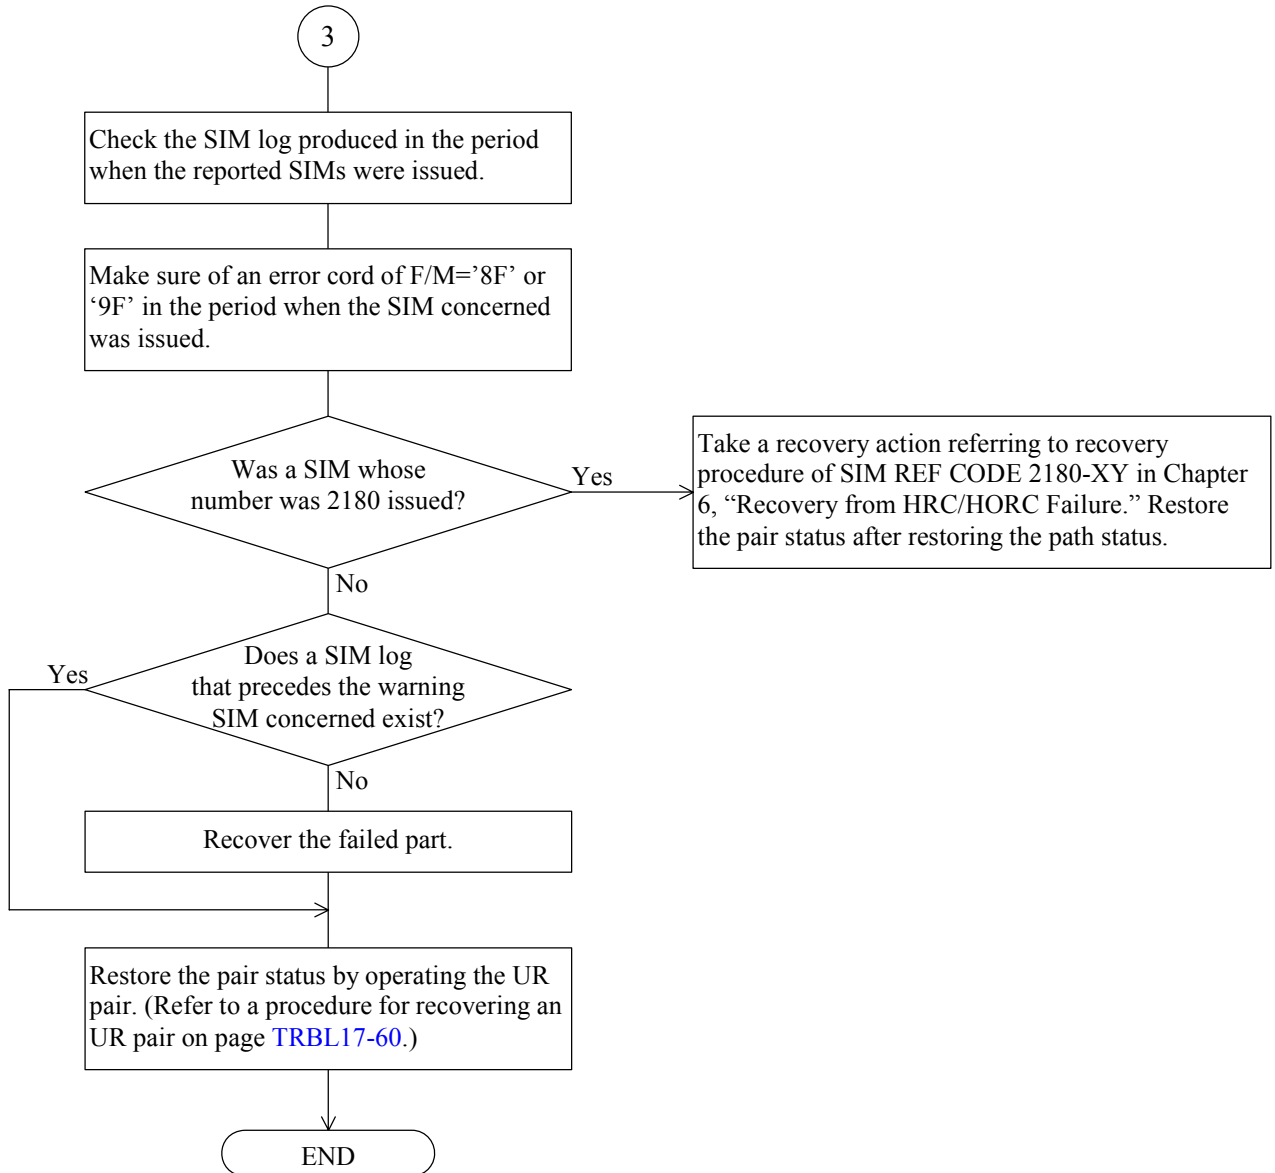 3
Check the SIM log produced in the period
when the reported SIMs were issued.
Make sure of an error cord of F/M=’8F’ or
‘9F’ in the period when the SIM concerned
was issued.
Was a SIM whose
number was 2180 issued?
Yes
Take a recovery action referring to recovery
procedure of SIM REF CODE 2180-XY in Chapter
6, “Recovery from HRC/HORC Failure.” Restore
the pair status after restoring the path status.
No
Does a SIM log
that precedes the warning
SIM concerned exist?
Yes
No
Recover the failed part.
Restore the pair status by operating the UR
pair. (Refer to a procedure for recovering an
UR pair on page TRBL17-60.)
END